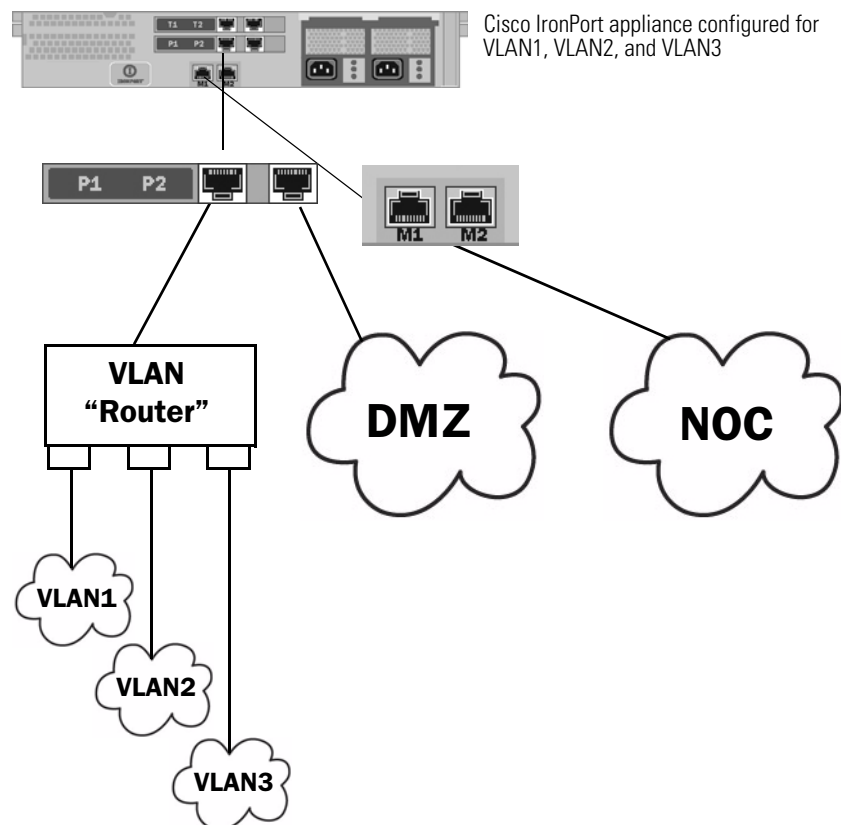 T1 T2
P1 P2
M1 M2
Cisco IronPort appliance configured for
VLAN1, VLAN2, and VLAN3
P1 P2
M1 M2
VLAN
“Router”
DMZ
NOC
VLAN1
VLAN2
VLAN3